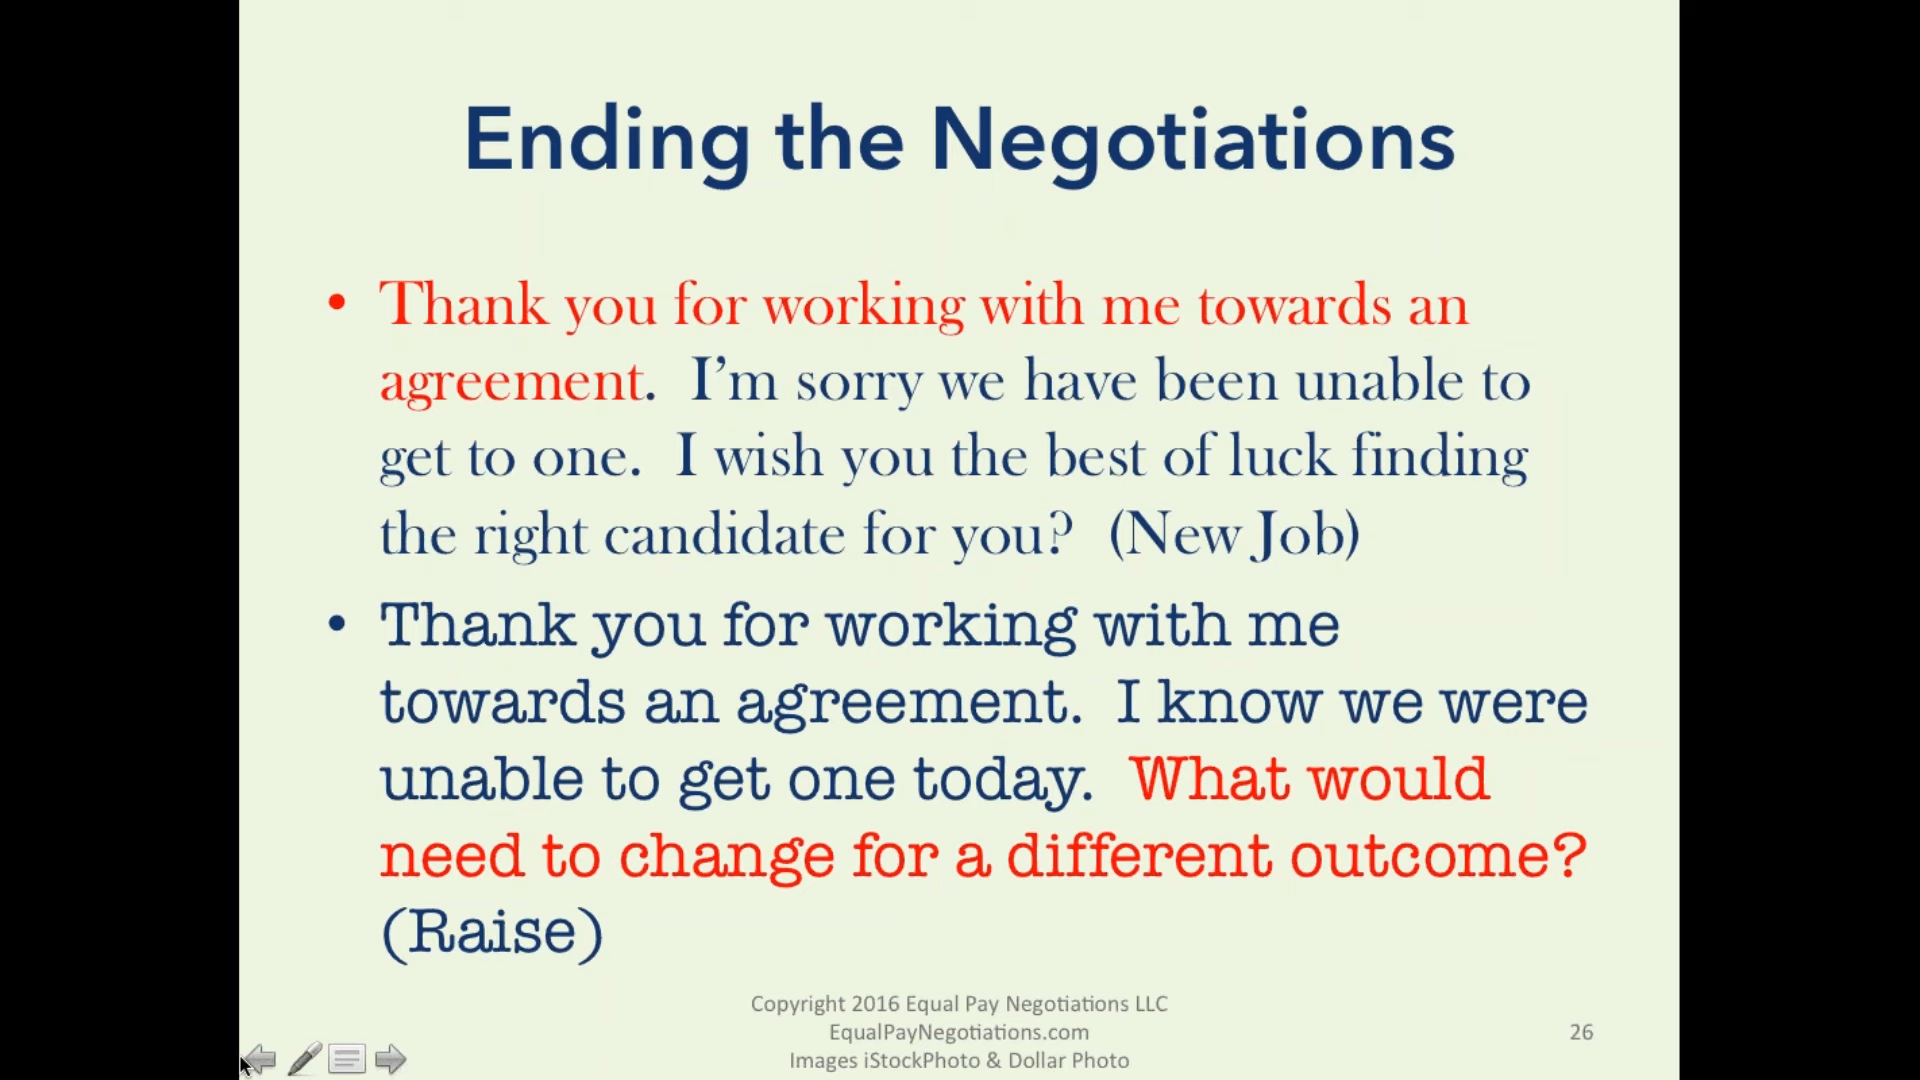 Ending the Negotiations
• Thank you for working with me towards an
agreement.  I’m sorry we have been unable to
get to one.  I wish you the best of luck finding
the right candidate for you?  (New Job)
• Thank you for working with me
towards an agreement.  I know we were
unable to get one today.  What would
need to change for a different outcome?
(Raise)
Copyright 2016 Equal Pay Negotiations LLC
EqualPayNegotiations.com
Images iStockPhoto & Dollar Photo
26